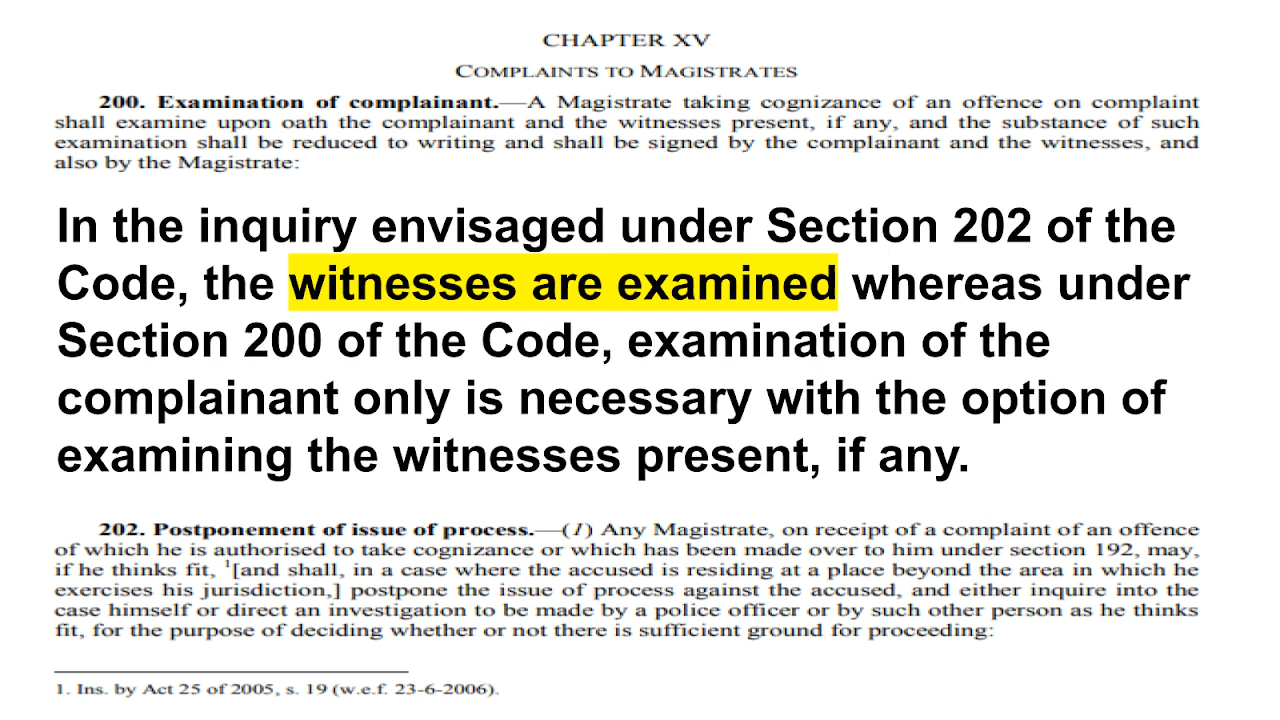 CHAPTER XV
COMPLAINTS TO MAGISTRATES
200. Examination of complainant.—A Magistrate taking cognizance of an offence on complaint
shall examine upon oath the complainant and the witnesses present, if any, and the substance of such
examination shall be reduced to writing and shall be signed by the complainant and the witnesses, and
also by the Magistrate:
In the inquiry envisaged under Section 202 of the
Code, the witnesses are examined whereas under
Section 200 of the Code, examination of the
complainant only is necessary with the option of
examining the witnesses present, if any.
202. Postponement of issue of process.—(1) Any Magistrate, on receipt of a complaint of an offence
of which he is authorised to take cognizance or which has been made over to him under section 192, may,
if he thinks fit, 1[and shall, in a case where the accused is residing at a place beyond the area in which he
exercises his jurisdiction,] postpone the issue of process against the accused, and either inquire into the
case himself or direct an investigation to be made by a police officer or by such other person as he thinks
fit, for the purpose of deciding whether or not there is sufficient ground for proceeding:
1. Ins. by Act 25 of 2005, s. 19 (w.e.f. 23-6-2006).